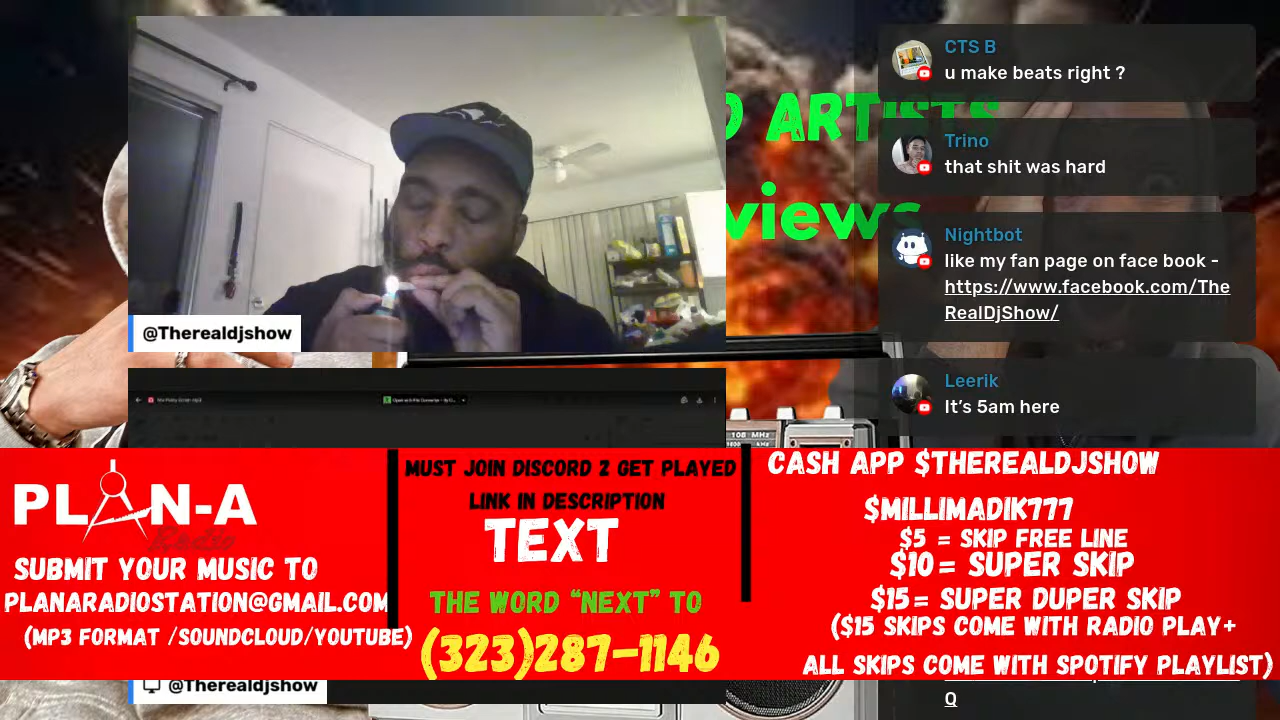 O ARTISTS
views
@Therealdjshow
CTS B
u make beats right ?
Trino
that shit was hard
Nightbot
like my fan page on face book -
https://www.facebook.com/The
RealDjShow/
Leerik
It's 5am here
108 MHz
PLAN-A
Radio
SUBMIT YOUR MUSIC TO
PLANARADIOSTATION@GMAIL.COM
(MP3 FORMAT /SOUNDCLOUD/YOUTUBE)
MUST JOIN DISCORD 2 GET PLAYED
LINK IN DESCRIPTION
TEXT
THE WORD “NEXT” TO
(323)287-1146
CASH APP $THEREALDJSHOW
$MILLIMADIK777
$5 = SKIP FREE LINE
$10 = SUPER SKIP
$15 = SUPER DUPER SKIP
($15 SKIPS COME WITH RADIO PLAY+
ALL SKIPS COME WITH SPOTIFY PLAYLIST)
@Therealdjshow
Q